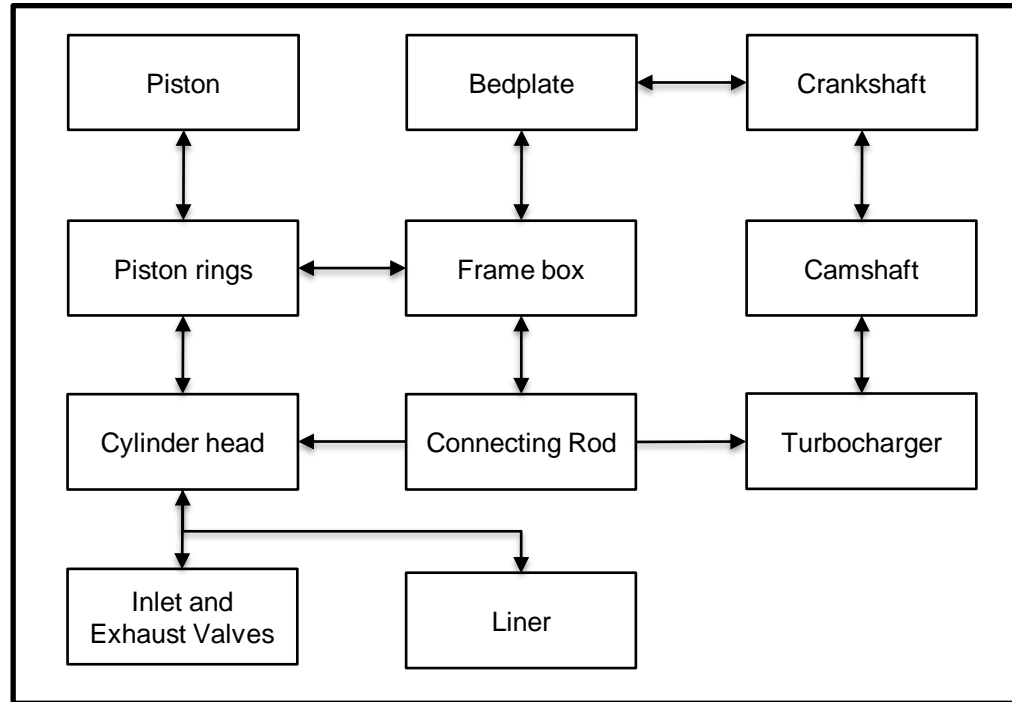 Piston
Bedplate
Crankshaft
Piston rings
Frame box
Camshaft
Cylinder head
Connecting Rod
Turbocharger
Inlet and
Exhaust Valves
Liner